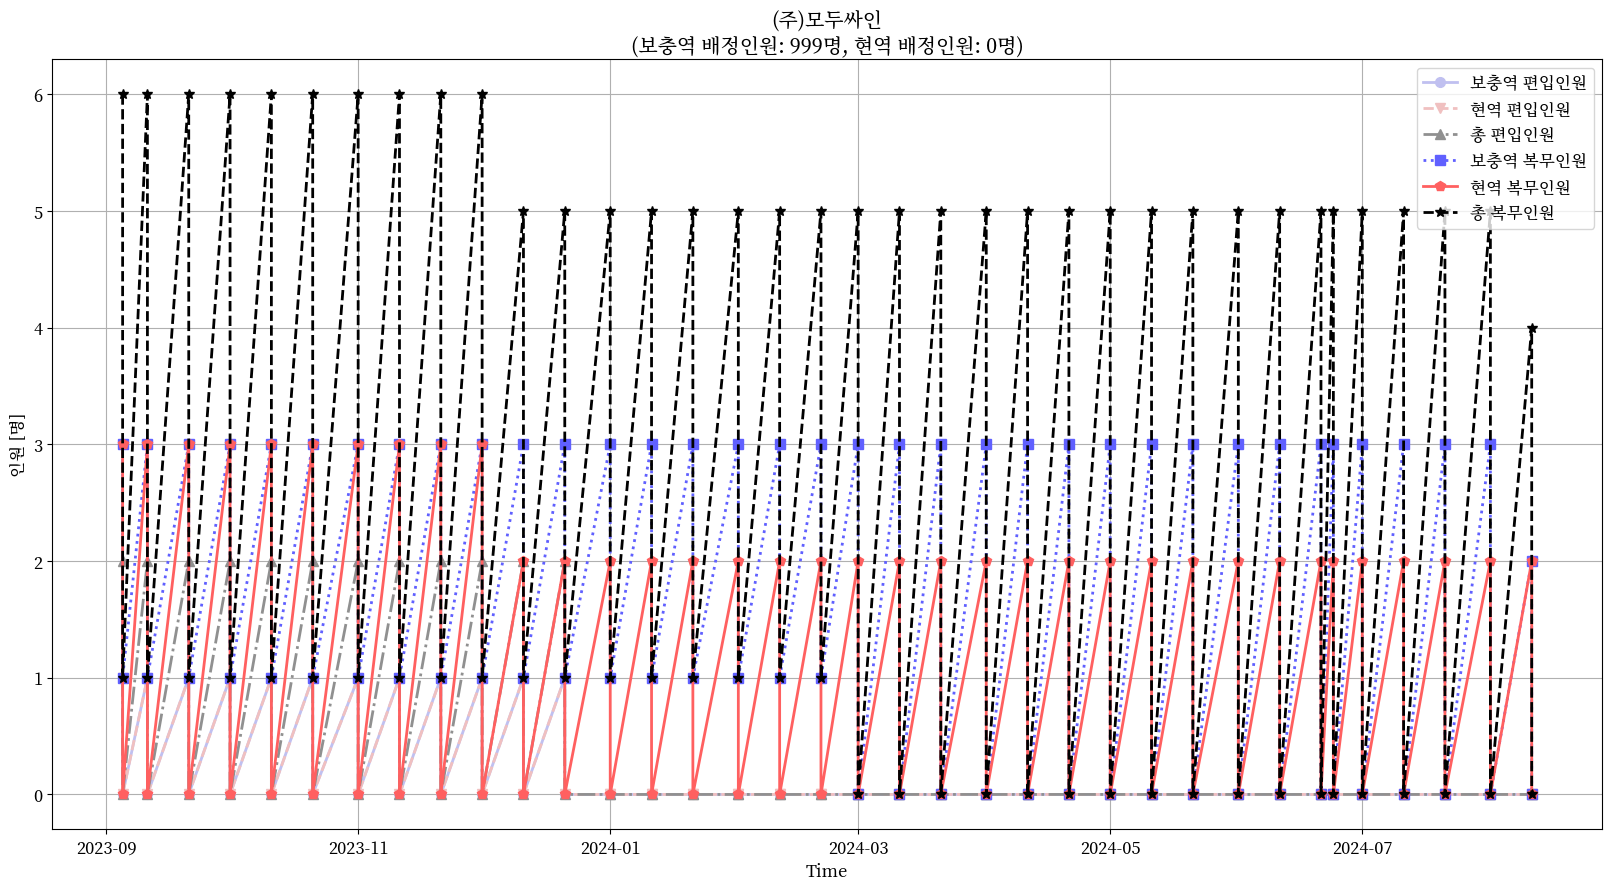 (주)모두싸인
(보충역 배정인원: 999명, 현역 배정인원: 0명)
보충역 편입인원
현역 편입인원
총 편입인원
보충역 복무인원
현역 복무인원
총 복무인원
인원 [명]
6
5
4
3
2
1
0
2023-09
2023-11
2024-01
2024-03
2024-05
2024-07
Time